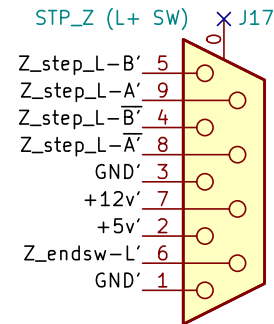 STP_Z (L+ SW) J17
0
Z_step_L-B' 5
Z_step_L-A' 9
Z_step_L-B̅'̅ 4
Z_step_L-A̅'̅ 8
GND' 3
+12v' 7
+5v' 2
Z_endsw-L' 6
GND' 1